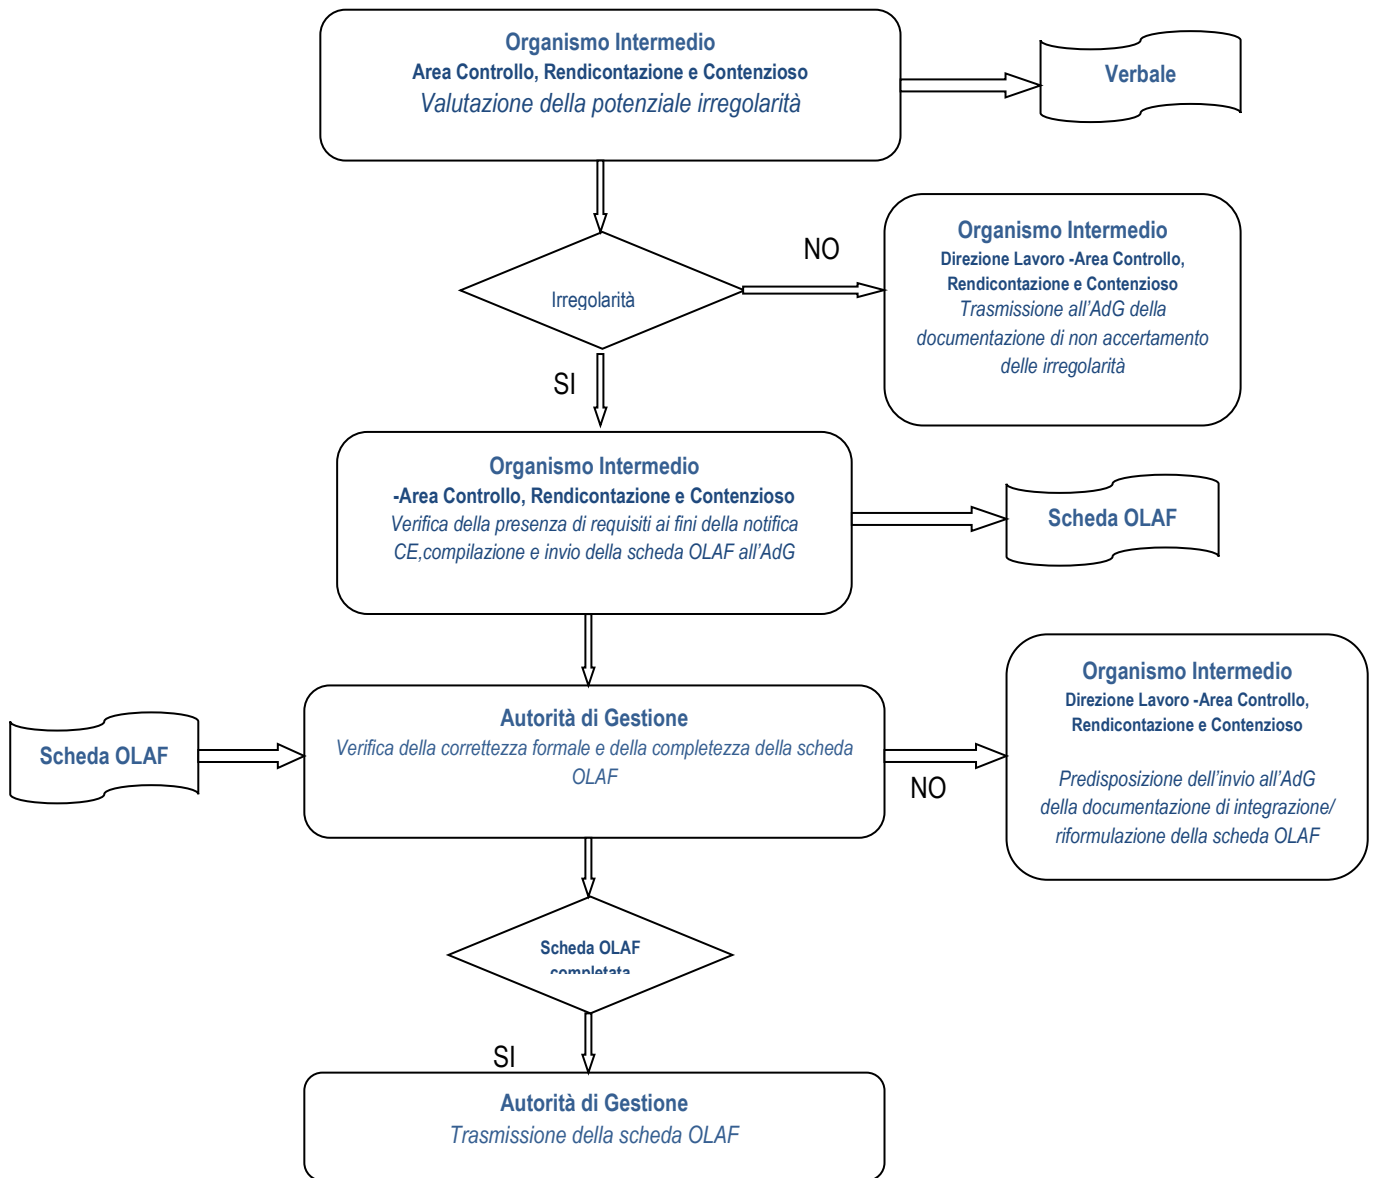 Organismo Intermedio
Area Controllo, Rendicontazione e Contenzioso
Valutazione della potenziale irregolarità
Verbale
NO
Organismo Intermedio
Direzione Lavoro -Area Controllo,
Rendicontazione e Contenzioso
Trasmissione all’AdG della
documentazione di non accertamento
delle irregolarità
Irregolarità
SI
Organismo Intermedio
-Area Controllo, Rendicontazione e Contenzioso
Verifica della presenza di requisiti ai fini della notifica
CE,compilazione e invio della scheda OLAF all’AdG
Scheda OLAF
Scheda OLAF
Autorità di Gestione
Verifica della correttezza formale e della completezza della scheda
OLAF
NO
Organismo Intermedio
Direzione Lavoro -Area Controllo,
Rendicontazione e Contenzioso
Predisposizione dell’invio all’AdG
della documentazione di integrazione/
riformulazione della scheda OLAF
Scheda OLAF
completata
SI
Autorità di Gestione
Trasmissione della scheda OLAF